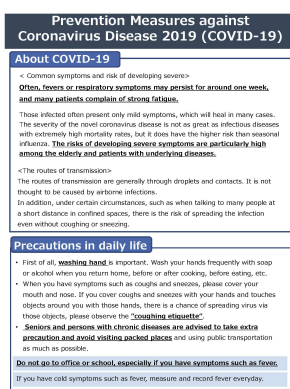 Prevention Measures against
Coronavirus Disease 2019 (COVID-19)
About COVID-19
< Common symptoms and risk of developing severe>
Often, fevers or respiratory symptoms may persist for around one week,
and many patients complain of strong fatigue.
Those infected often present only mild symptoms, which will heal in many cases.
The severity of the novel coronavirus disease is not as great as infectious diseases
with extremely high mortality rates, but it does have the higher risk than seasonal
influenza. The risks of developing severe symptoms are particularly high
among the elderly and patients with underlying diseases.
<The routes of transmission>
The routes of transmission are generally through droplets and contacts. It is not
thought to be caused by airborne infections.
In addition, under certain circumstances, such as when talking to many people at
a short distance in confined spaces, there is the risk of spreading the infection
even without coughing or sneezing.
Precautions in daily life
• First of all, washing hand is important. Wash your hands frequently with soap
or alcohol when you return home, before or after cooking, before eating, etc.
• When you have symptoms such as coughs and sneezes, please cover your
mouth and nose. If you cover coughs and sneezes with your hands and touches
objects around you with those hands, there is a chance of spreading virus via
those objects, please observe the "coughing etiquette".
• Seniors and persons with chronic diseases are advised to take extra
precaution and avoid visiting packed places and using public transportation
as much as possible.
Do not go to office or school, especially if you have symptoms such as fever.
If you have cold symptoms such as fever, measure and record fever everyday.